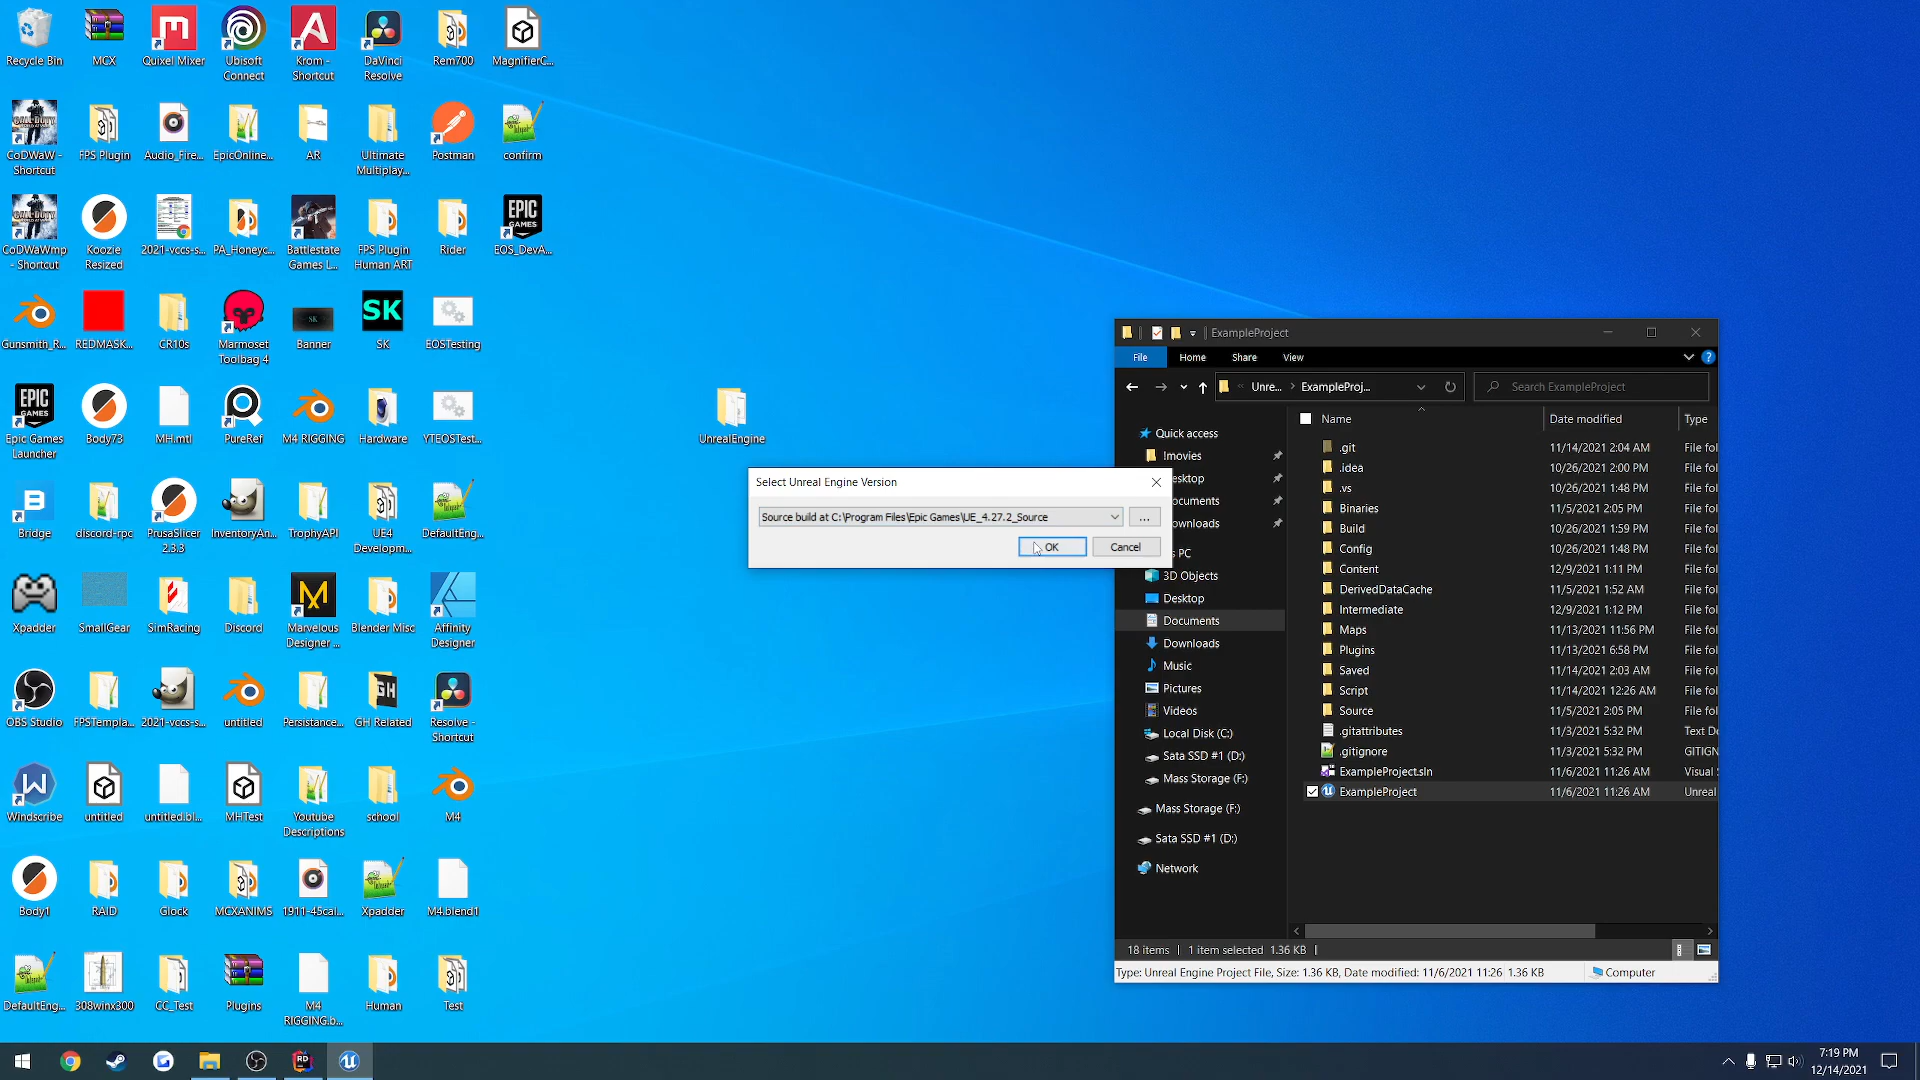 Recycle Bin
MCX
Quixel Mixer
Ubisoft
Connect
Krom -
Shortcut
DaVinci
Resolve
Rem700
MagnifierC...
CoDWaW -
Shortcut
FPS Plugin
Audio_Fire...
EpicOnline...
AR
Ultimate
Multiplay...
Postman
confirm
CoDWaWmp
- Shortcut
Koozie
Resized
2021-vccs-s...
PA_Honeyc...
Battlestate
Games L...
FPS Plugin
Human ART
Rider
EPIC
GAMES
EOS_DevA...
Gunsmith_R...
REDMASK...
CR10s
Marmoset
Toolbag 4
SK
Banner
SK
SK
EOSTesting
EPIC
GAMES
Epic Games
Launcher
Body73
MH.mtl
PureRef
M4 RIGGING
Hardware
YTEOSTest...
UnrealEngine
Bridge
discord-rpc
PrusaSlicer
2.3.3
InventoryAn...
TrophyAPI
UE4
Developm...
DefaultEng...
Xpadder
SmallGear
SimRacing
Discord
Marvelous
Designer ...
Blender Misc
Affinity
Designer
OBS Studio
FPSTempla...
2021-vccs-s...
untitled
Persistance...
GH
GH Related
Resolve -
Shortcut
Windscribe
untitled
untitled.bl...
MHTest
Youtube
Descriptions
school
M4
Body1
RAID
Glock
MCXANIMS
1911-45cal...
Xpadder
M4.blend1
DefaultEng...
308winx300
CC_Test
Plugins
M4
RIGGING.b...
Human
Test
Select Unreal Engine Version
Source build at C:\Program Files\Epic Games\UE_4.27.2_Source
...
OK
Cancel
ExampleProject
File
Home
Share
View
Unre...
ExampleProj...
Search ExampleProject
Name
Date modified
Type
Quick access
!movies
esktop
ocuments
ownloads
s PC
3D Objects
Desktop
Documents
Downloads
Music
Pictures
Videos
Local Disk (C:)
Sata SSD #1 (D:)
Mass Storage (F:)
Mass Storage (F:)
Sata SSD #1 (D:)
Network
.git 11/14/2021 2:04 AM File fol
.idea 10/26/2021 2:00 PM File fol
.vs 10/26/2021 1:48 PM File fol
Binaries 11/5/2021 2:05 PM File fol
Build 10/26/2021 1:59 PM File fol
Config 10/26/2021 1:48 PM File fol
Content 12/9/2021 1:11 PM File fol
DerivedDataCache 11/5/2021 1:52 AM File fol
Intermediate 12/9/2021 1:12 PM File fol
Maps 11/13/2021 11:56 PM File fol
Plugins 11/13/2021 6:58 PM File fol
Saved 11/14/2021 2:03 AM File fol
Script 11/14/2021 12:26 AM File fol
Source 11/5/2021 2:05 PM File fol
.gitattributes 11/3/2021 5:32 PM Text Do
.gitignore 11/3/2021 5:32 PM GITIGN
ExampleProject.sln 11/6/2021 11:26 AM Visual S
ExampleProject 11/6/2021 11:26 AM Unreal
18 items
1 item selected 1.36 KB
Type: Unreal Engine Project File, Size: 1.36 KB, Date modified: 11/6/2021 11:26 1.36 KB
Computer
7:19 PM
12/14/2021